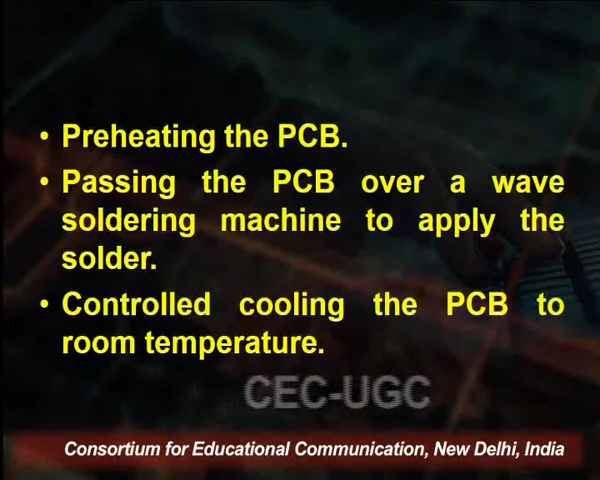 • Preheating the PCB.
• Passing the PCB over a wave
soldering machine to apply the
solder.
• Controlled cooling the PCB to
room temperature.
CEC-UGC
Consortium for Educational Communication, New Delhi, India